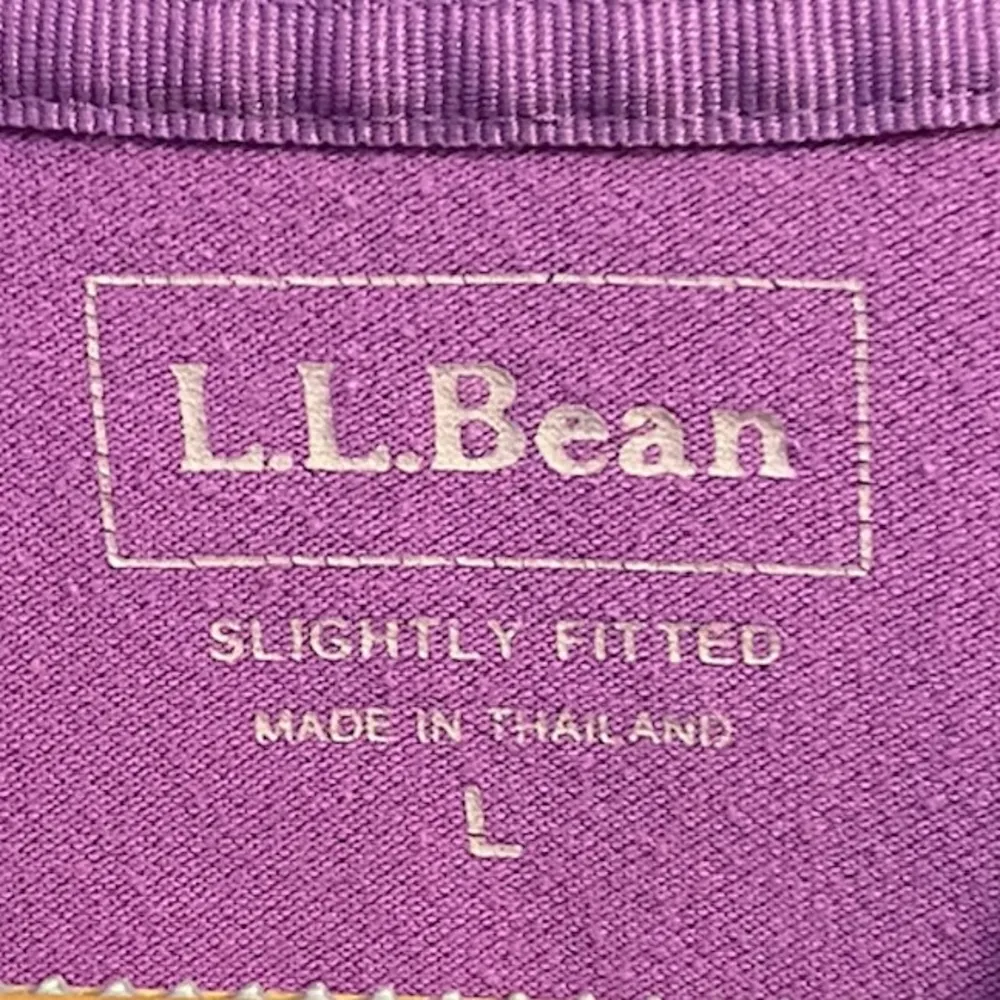 L.L.Bean
SLIGHTLY FITTED
MADE IN THAILAND
L